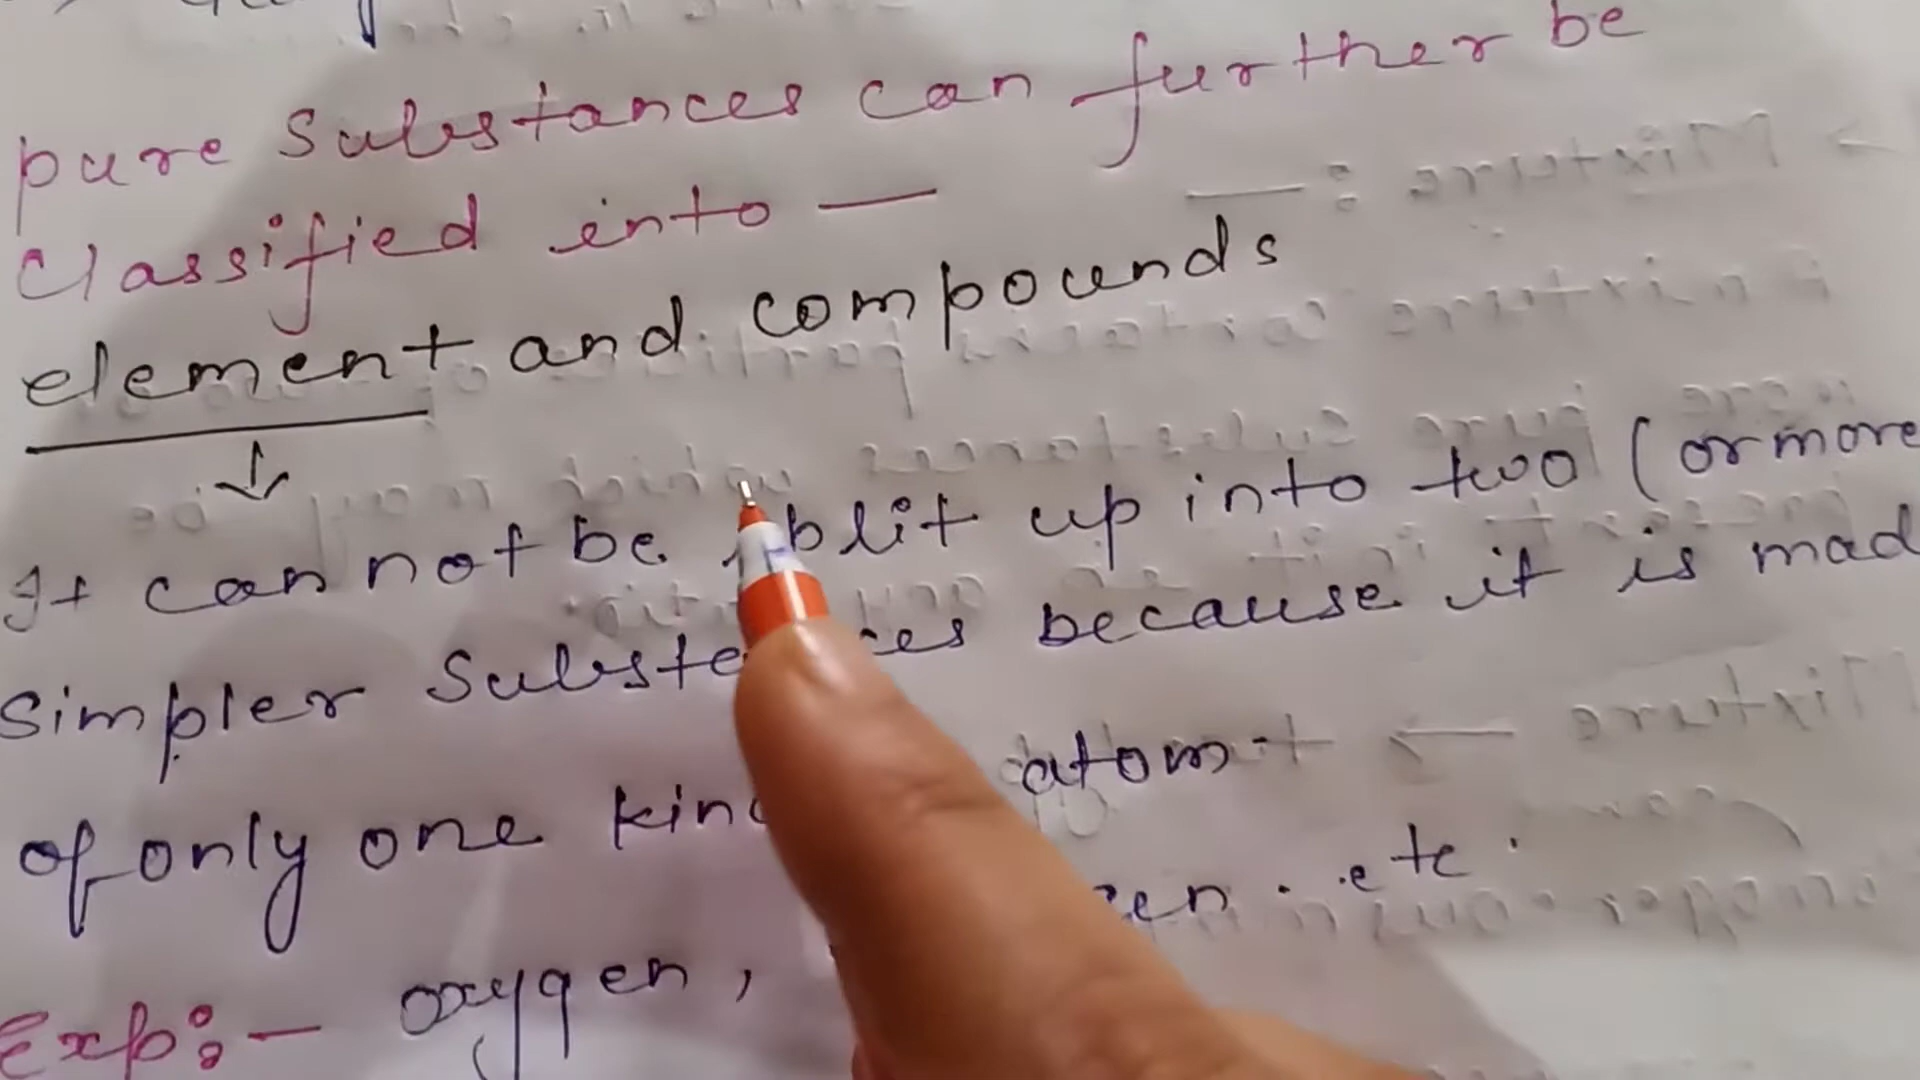 pure Substances can further be
Classified into —
element and compounds
It can not be split up into two (or more
Simpler Substances because it is mad
of only one kind atom.
Exp:- oxygen, etc.